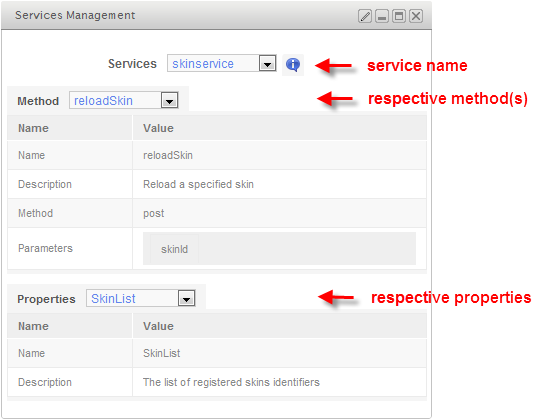 Services Management
Services skinservice service name
Method reloadSkin respective method(s)
Name Value
Name reloadSkin
Description Reload a specified skin
Method post
Parameters skinId
Properties SkinList respective properties
Name Value
Name SkinList
Description The list of registered skins identifiers